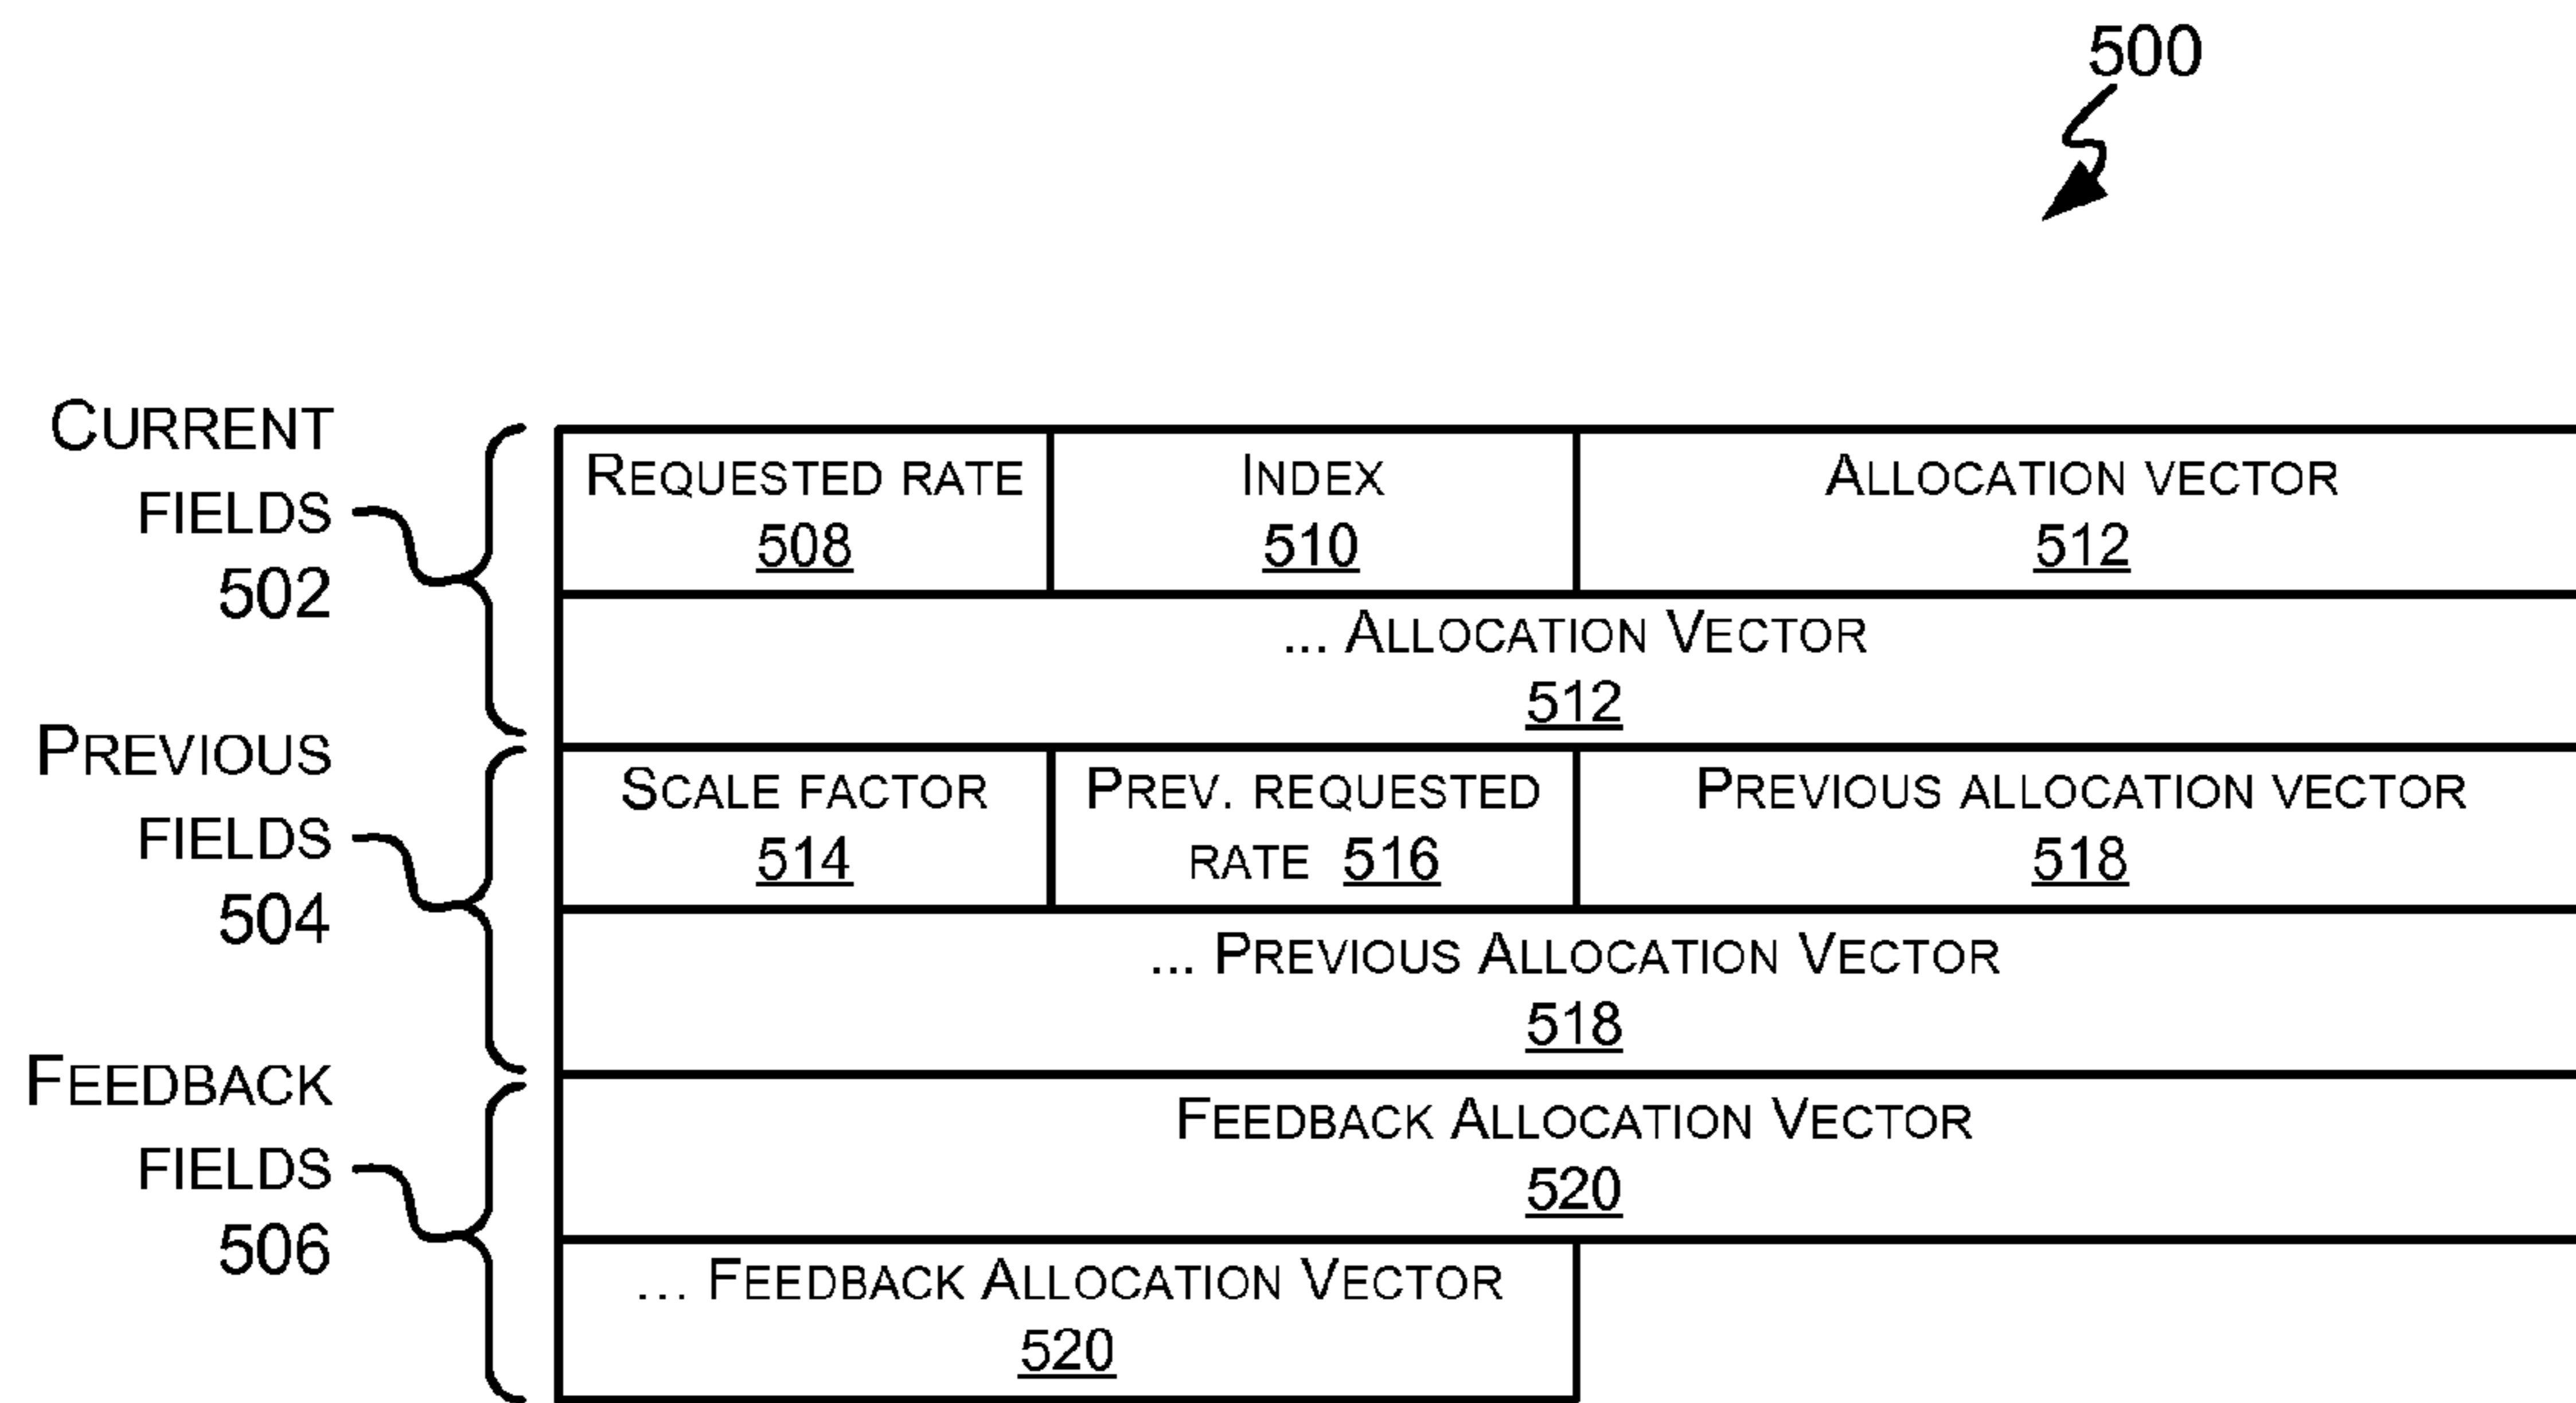 500
CURRENT
FIELDS
502
REQUESTED RATE
508
INDEX
510
ALLOCATION VECTOR
512
... ALLOCATION VECTOR
512
PREVIOUS
FIELDS
504
SCALE FACTOR
514
PREV. REQUESTED
RATE 516
PREVIOUS ALLOCATION VECTOR
518
... PREVIOUS ALLOCATION VECTOR
518
FEEDBACK
FIELDS
506
FEEDBACK ALLOCATION VECTOR
520
... FEEDBACK ALLOCATION VECTOR
520